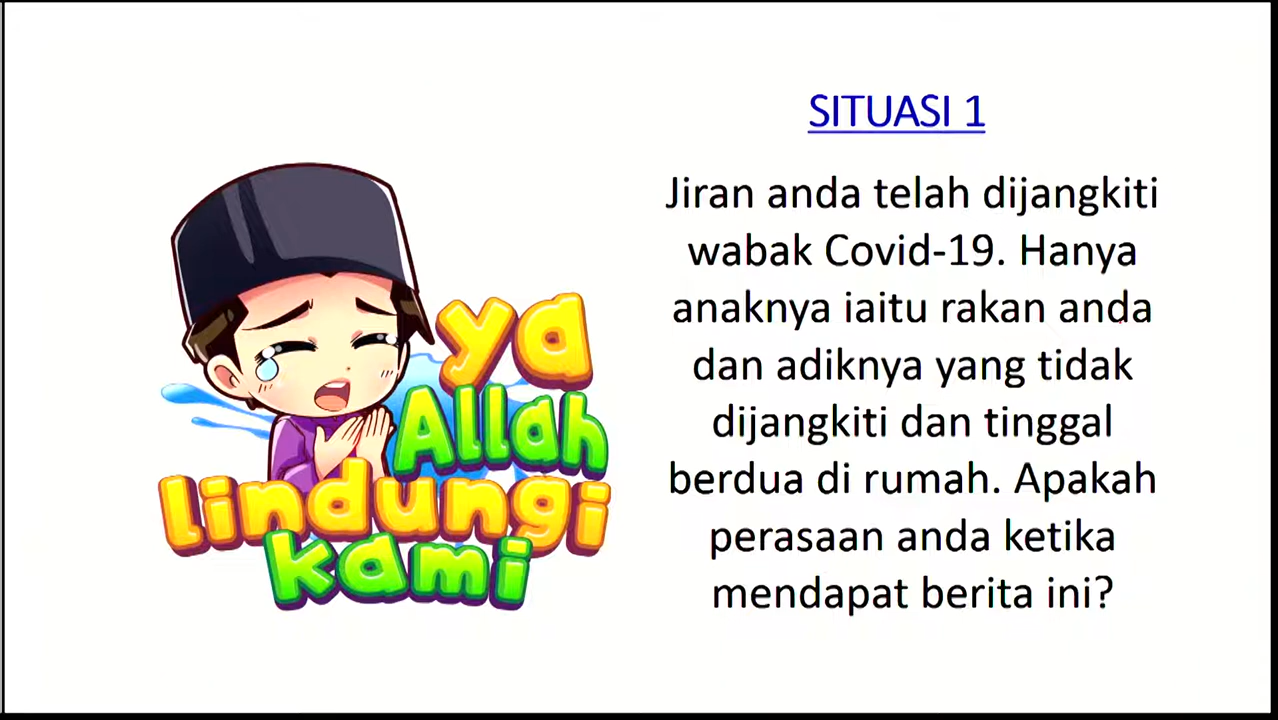 ya
Allah
lindungi
kami
SITUASI 1
Jiran anda telah dijangkiti
wabak Covid-19. Hanya
anaknya iaitu rakan anda
dan adiknya yang tidak
dijangkiti dan tinggal
berdua di rumah. Apakah
perasaan anda ketika
mendapat berita ini?